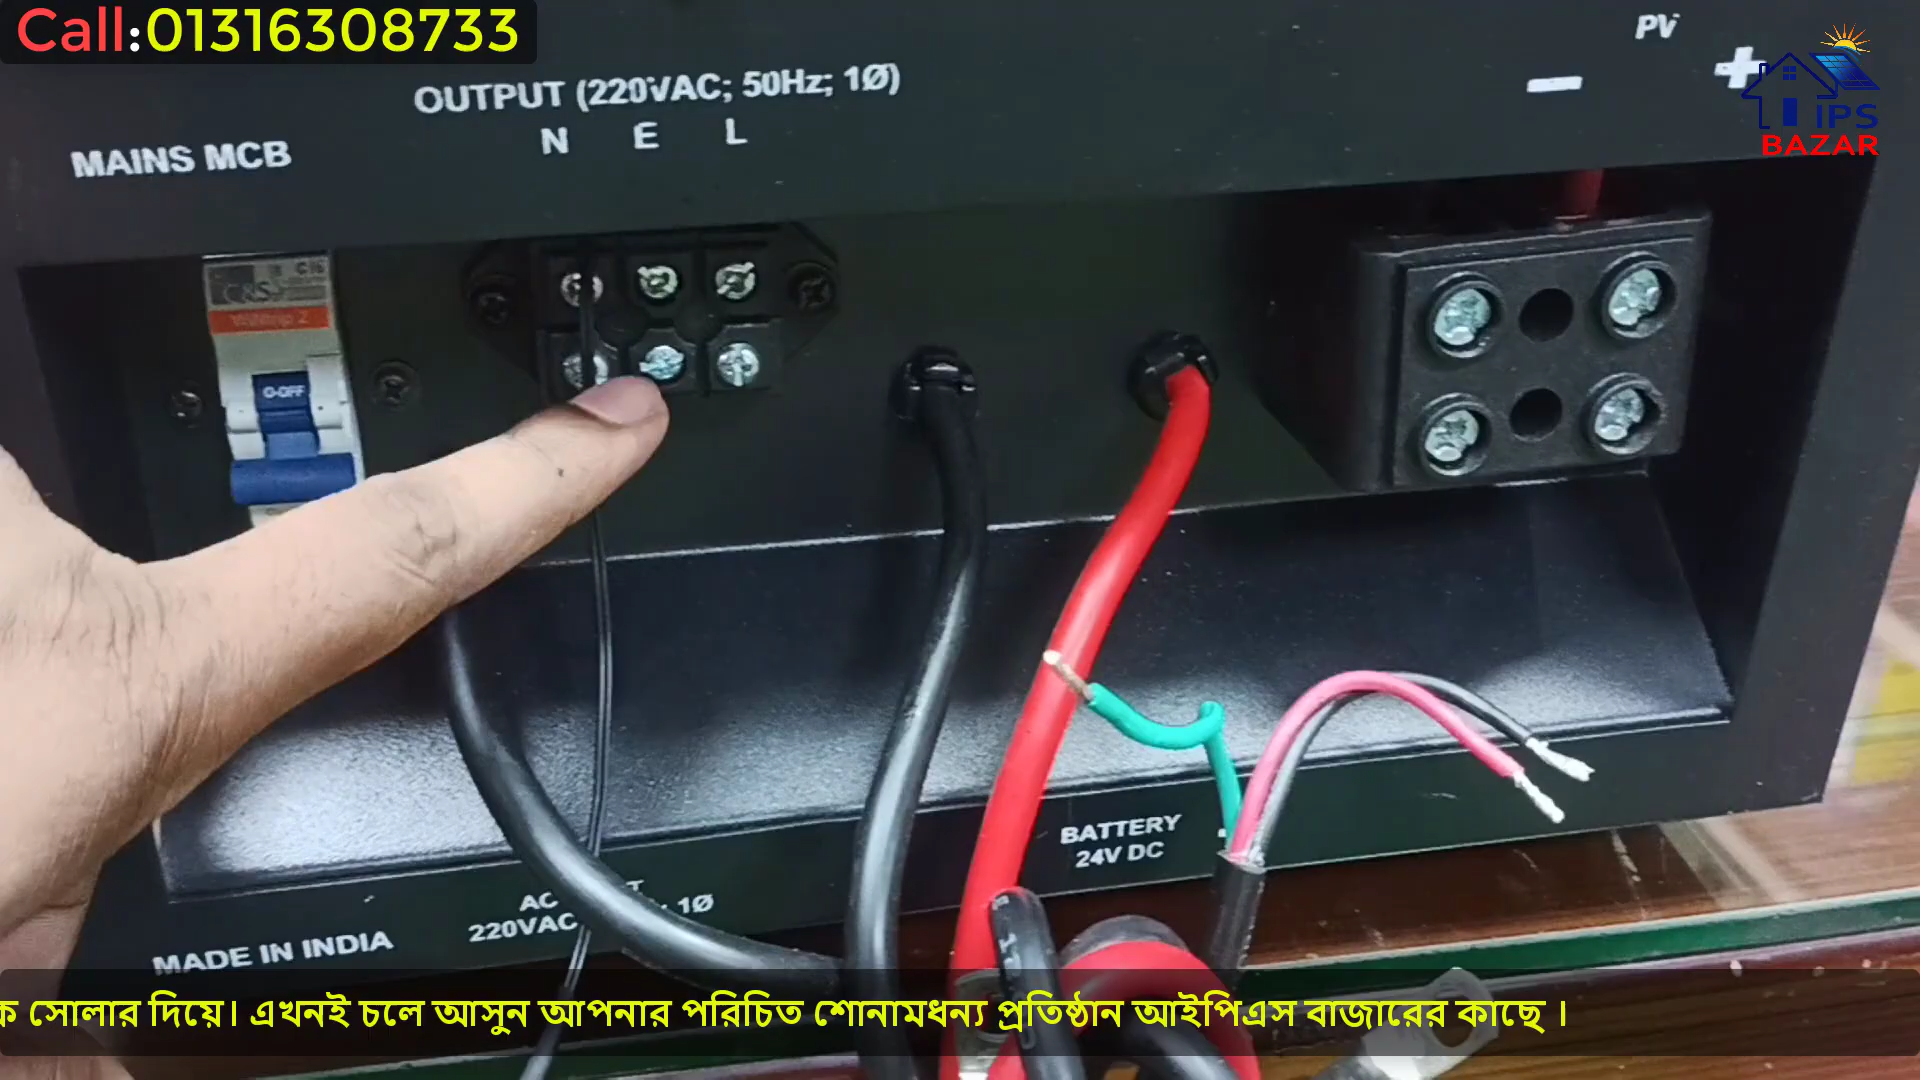 Call:01316308733
PV
OUTPUT (220VAC; 50Hz; 1Ø)
- +
N E L
IPS
BAZAR
MAINS MCB
C16
C&S
O-OFF
BATTERY
24V DC
AC
220VAC 1Ø
MADE IN INDIA
সোলার দিয়ে। এখনই চলে আসুন আপনার পরিচিত শোনামধন্য প্রতিষ্ঠান আইপিএস বাজারের কাছে ।